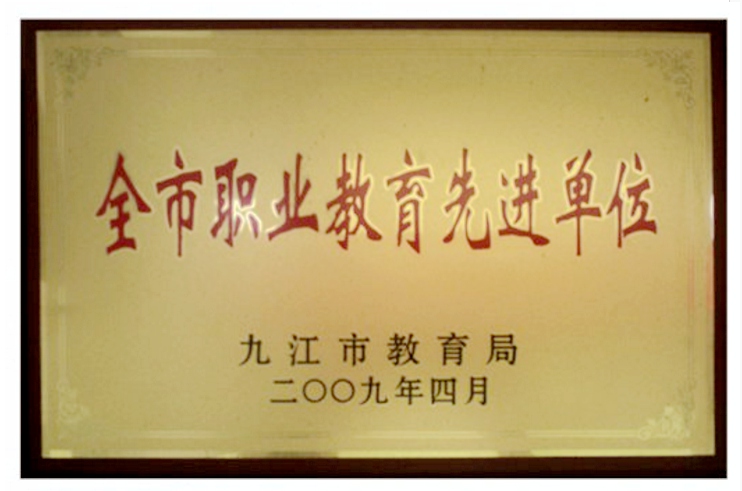 全市职业教育先进单位
九江市教育局
二〇〇九年四月